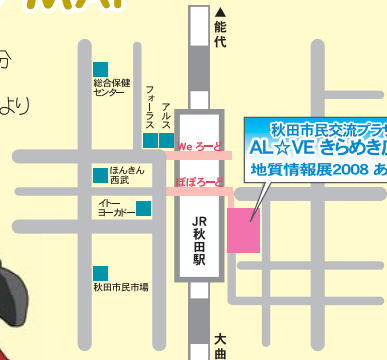 MAP
分
より
▲能代
総合保健
センター
フォーラス
アルス
We ろーど
ほんきん
西武
ぽぽろーど
イトー
ヨーカドー
JR秋田駅
秋田市民市場
大曲
秋田市民交流プラザ
AL☆VE きらめき広
地質情報展2008 あ